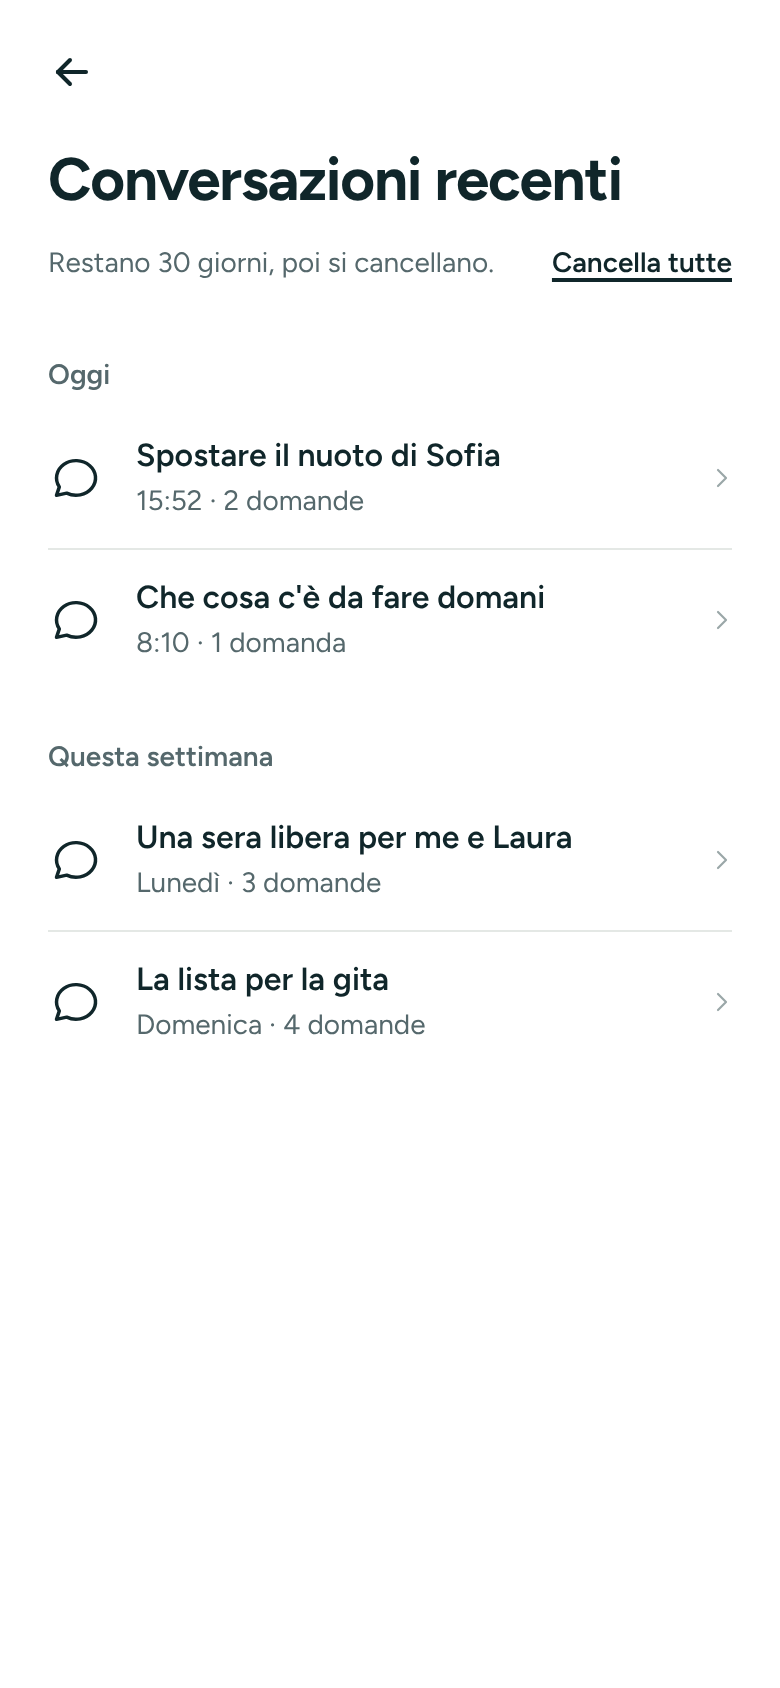 Conversazioni recenti
Restano 30 giorni, poi si cancellano. Cancella tutte
Oggi
Spostare il nuoto di Sofia
15:52 · 2 domande
Che cosa c'è da fare domani
8:10 · 1 domanda
Questa settimana
Una sera libera per me e Laura
Lunedì · 3 domande
La lista per la gita
Domenica · 4 domande